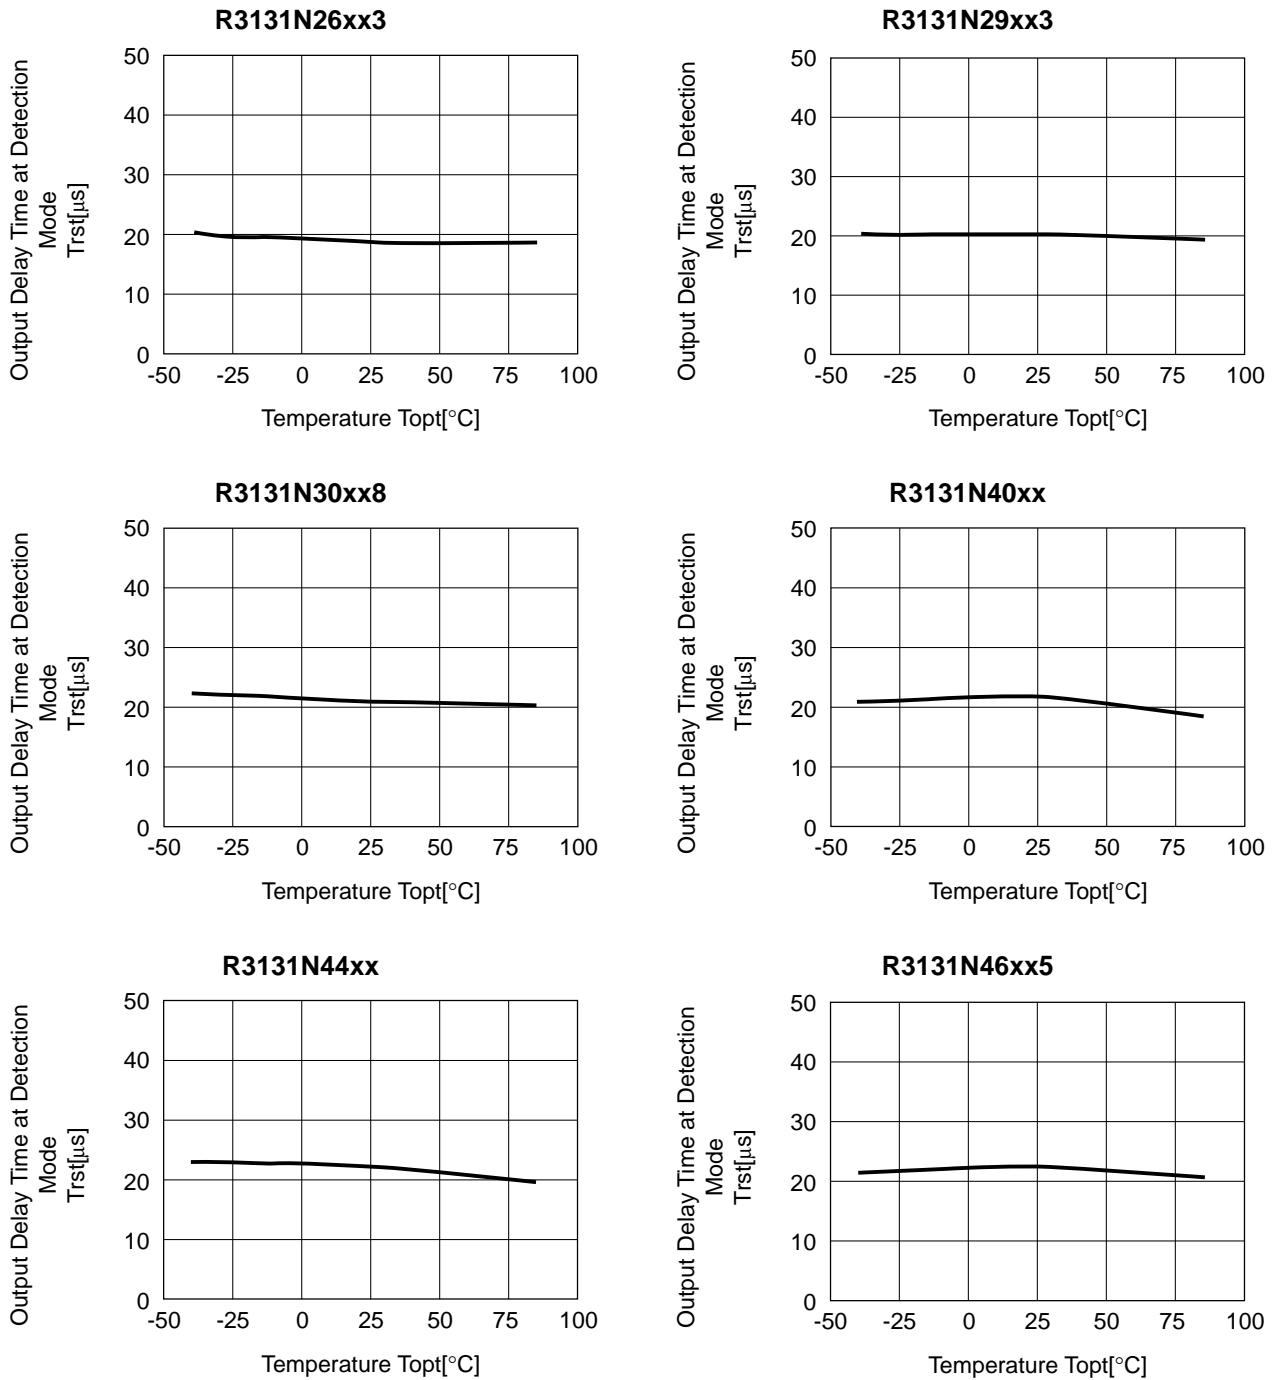 R3131N26xx3
Output Delay Time at Detection
Mode
Trst[µs]
50
40
30
20
10
0
-50 -25 0 25 50 75 100
Temperature Topt[°C]
R3131N29xx3
Output Delay Time at Detection
Mode
Trst[µs]
50
40
30
20
10
0
-50 -25 0 25 50 75 100
Temperature Topt[°C]
R3131N30xx8
Output Delay Time at Detection
Mode
Trst[µs]
50
40
30
20
10
0
-50 -25 0 25 50 75 100
Temperature Topt[°C]
R3131N40xx
Output Delay Time at Detection
Mode
Trst[µs]
50
40
30
20
10
0
-50 -25 0 25 50 75 100
Temperature Topt[°C]
R3131N44xx
Output Delay Time at Detection
Mode
Trst[µs]
50
40
30
20
10
0
-50 -25 0 25 50 75 100
Temperature Topt[°C]
R3131N46xx5
Output Delay Time at Detection
Mode
Trst[µs]
50
40
30
20
10
0
-50 -25 0 25 50 75 100
Temperature Topt[°C]